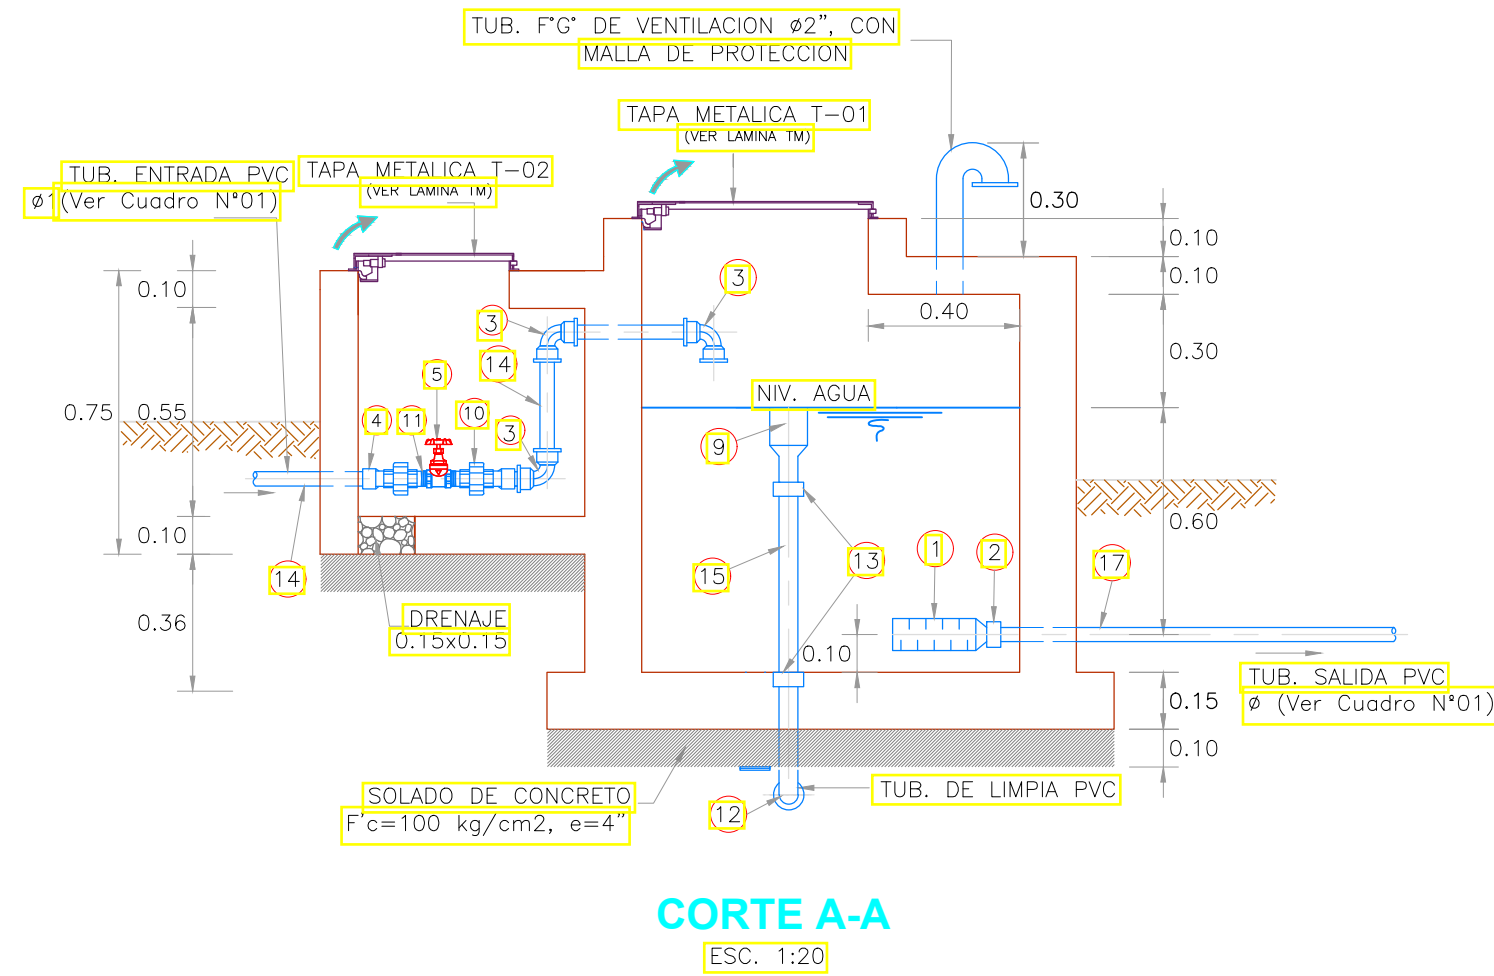 TUB. F°G° DE VENTILACION ø2", CON
MALLA DE PROTECCION
TAPA METALICA T-01
(VER LAMINA TM)
TAPA METALICA T-02
(VER LAMINA TM)
TUB. ENTRADA PVC
ø1 (Ver Cuadro N°01)
0.30
0.10
0.10
0.10
3
0.40
3
0.30
14
5
NIV. AGUA
0.75
0.55
4
11
10
3
9
0.60
0.10
1
2
13
17
15
14
0.36
DRENAJE
0.15x0.15
0.10
TUB. SALIDA PVC
ø (Ver Cuadro N°01)
0.15
0.10
SOLADO DE CONCRETO
F'c=100 kg/cm2, e=4"
TUB. DE LIMPIA PVC
12
CORTE A-A
ESC. 1:20